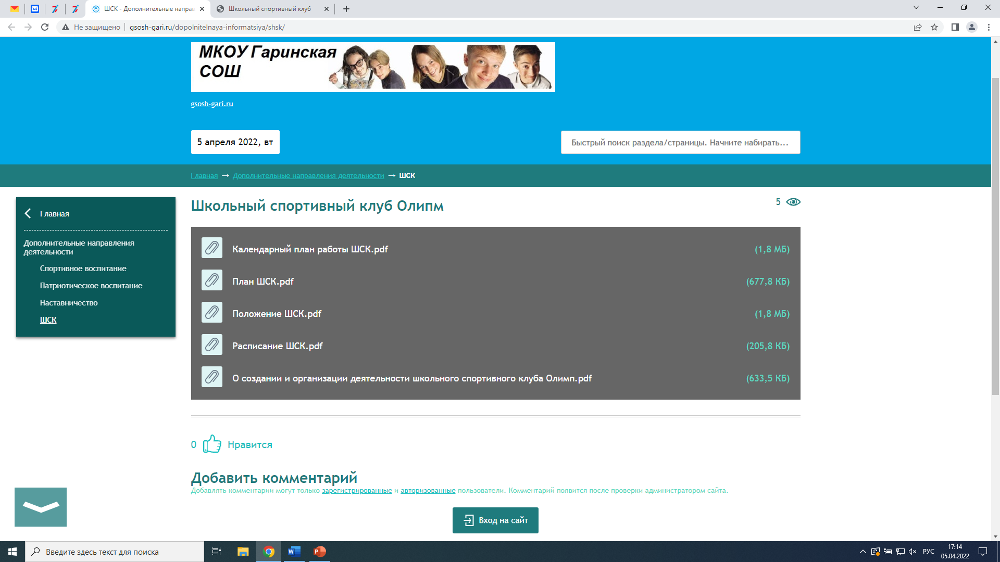 ШСК - Дополнительные направ
Школьный спортивный клуб
Не защищено
gsosh-gari.ru/dopolnitelnaya-informatsiya/shsk/
МКОУ Гаринская
СОШ
gsosh-gari.ru
5 апреля 2022, вт
Быстрый поиск раздела/страницы. Начните набирать...
Главная → Дополнительные направления деятельности → ШСК
Главная
Дополнительные направления
деятельности
Спортивное воспитание
Патриотическое воспитание
Наставничество
ШСК
Школьный спортивный клуб Олипм
5
Календарный план работы ШСК.pdf (1,8 МБ)
План ШСК.pdf (677,8 КБ)
Положение ШСК.pdf (1,8 МБ)
Расписание ШСК.pdf (205,8 КБ)
О создании и организации деятельности школьного спортивного клуба Олимп.pdf (633,5 КБ)
0 Нравится
Добавить комментарий
Добавлять комментарии могут только зарегистрированные и авторизованные пользователи. Комментарий появится после проверки администратором сайта.
Вход на сайт
Введите здесь текст для поиска
РУС
17:14
05.04.2022